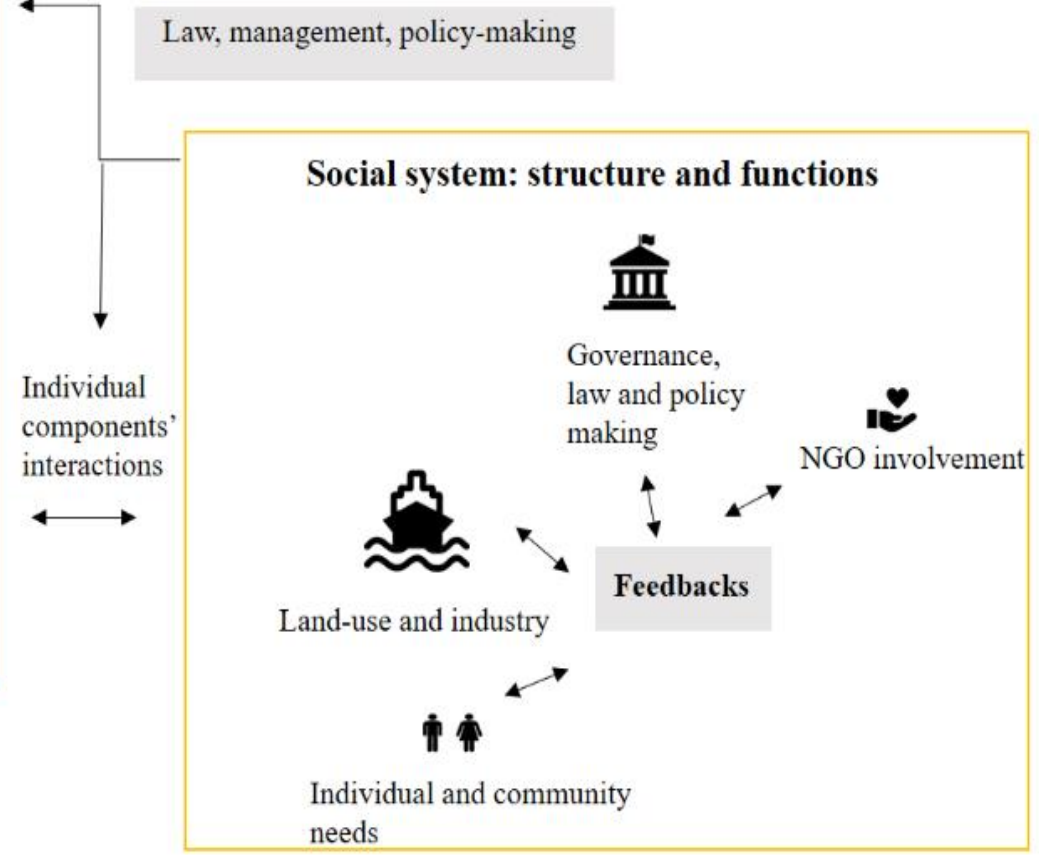 Law, management, policy-making
Social system: structure and functions
Governance,
law and policy
making
Individual
components’
interactions
NGO involvement
Feedbacks
Land-use and industry
Individual and community
needs